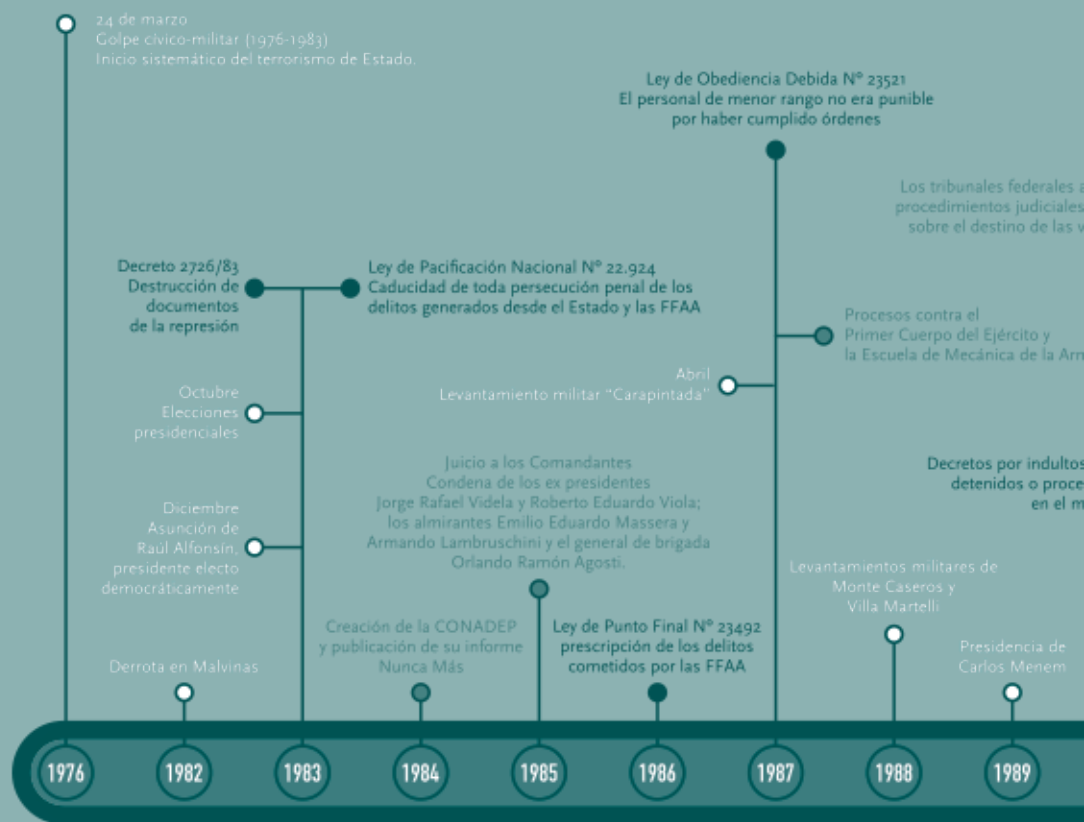 24 de marzo
Golpe cívico-militar (1976-1983)
Inicio sistemático del terrorismo de Estado.
Ley de Obediencia Debida Nº 23521
El personal de menor rango no era punible
por haber cumplido órdenes
Los tribunales federales
procedimientos judiciales
sobre el destino de las
Decreto 2726/83
Destrucción de
documentos
de la represión
Ley de Pacificación Nacional Nº 22.924
Caducidad de toda persecución penal de los
delitos generados desde el Estado y las FFAA
Procesos contra el
Primer Cuerpo del Ejército y
la Escuela de Mecánica de la
Abril
Levantamiento militar "Carapintada"
Octubre
Elecciones
presidenciales
Juicio a los Comandantes
Condena de los ex presidentes
Jorge Rafael Videla y Roberto Eduardo Viola;
los almirantes Emilio Eduardo Massera y
Armando Lambruschini y el general de brigada
Orlando Ramón Agosti.
Decretos por indultos
detenidos o
en el
Diciembre
Asunción de
Raúl Alfonsín,
presidente electo
democráticamente
Levantamientos militares de
Monte Caseros y
Villa Martelli
Creación de la CONADEP
y publicación de su informe
Nunca Más
Ley de Punto Final Nº 23492
prescripción de los delitos
cometidos por las FFAA
Presidencia de
Carlos Menem
Derrota en Malvinas
1976 1982 1983 1984 1985 1986 1987 1988 1989